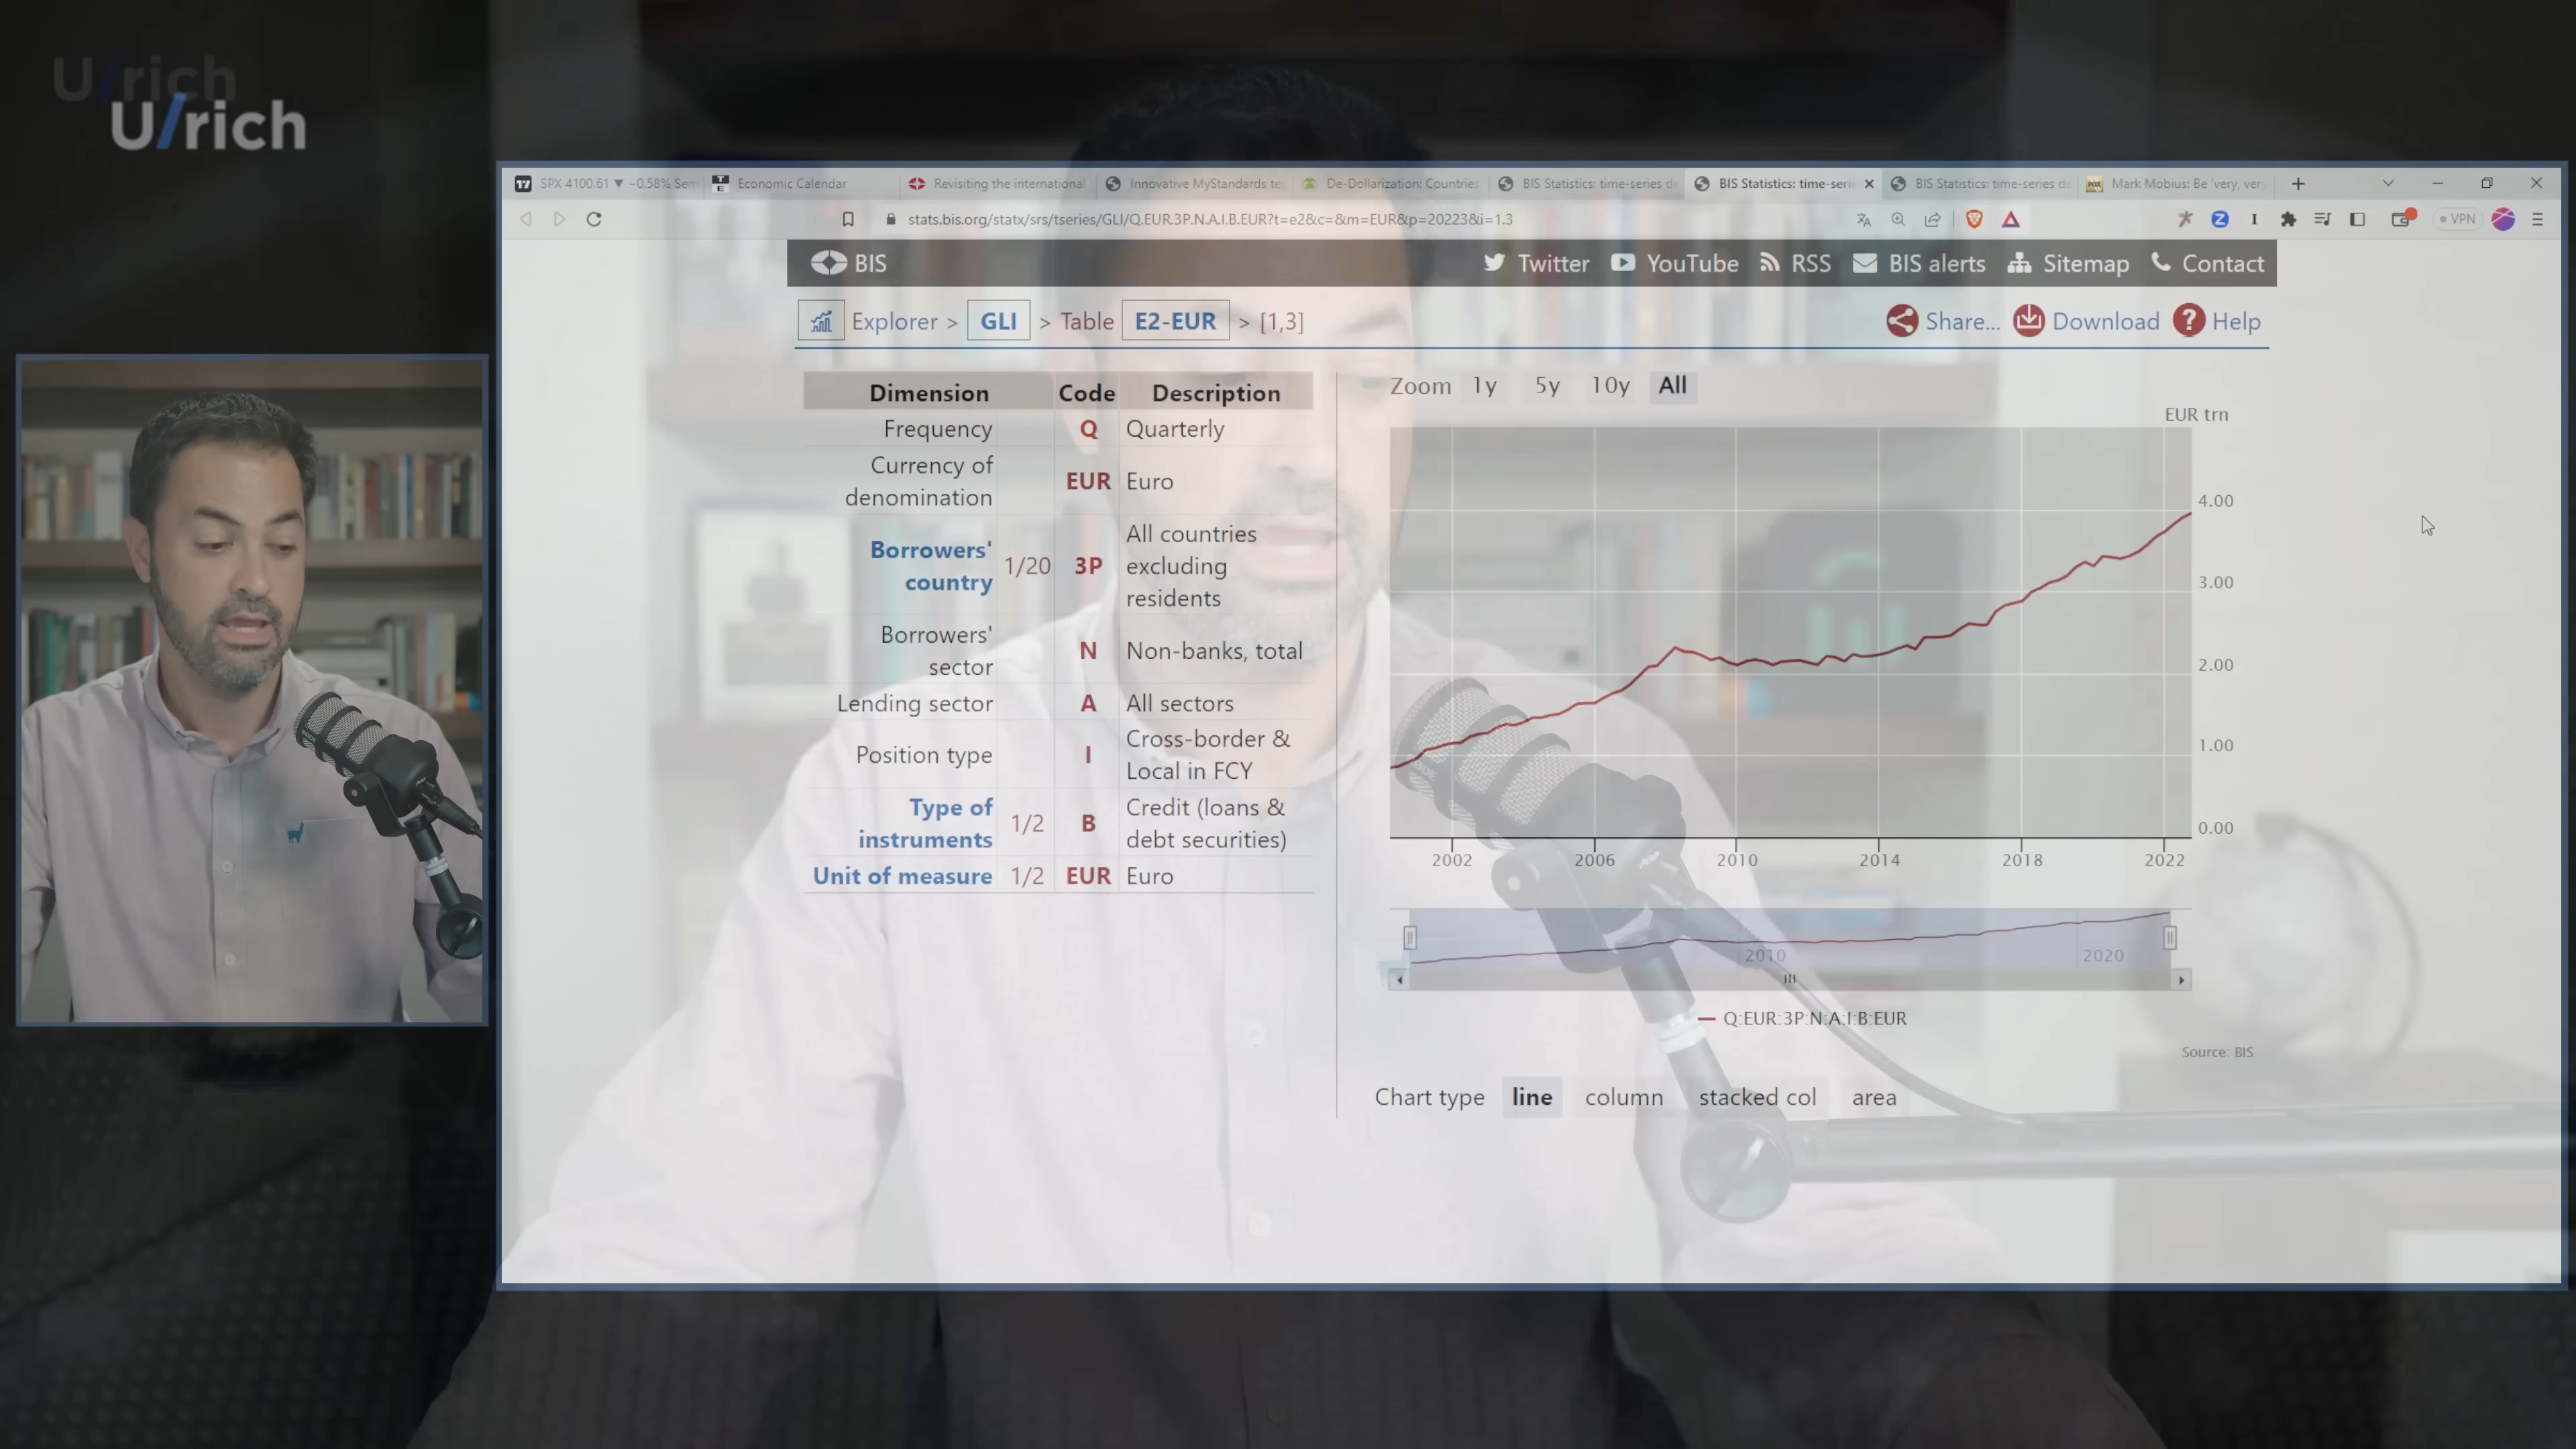 U/rich
U/rich
SPX 4100.61 ▼ −0.58% Sem
Economic Calendar
Revisiting the international
Innovative MyStandards tec
De-Dollarization: Countries
BIS Statistics: time-series de
BIS Statistics: time-seri
BIS Statistics: time-series de
Mark Mobius: Be 'very, very
stats.bis.org/statx/srs/tseries/GLI/Q.EUR.3P.N.A.I.B.EUR?t=e2&c=&m=EUR&p=20223&i=1.3
VPN
BIS
Twitter YouTube RSS BIS alerts Sitemap Contact
Explorer > GLI > Table E2-EUR > [1,3]
Share... Download Help
Dimension Code Description
Frequency Q Quarterly
Currency of denomination EUR Euro
Borrowers' country 1/20 3P All countries excluding residents
Borrowers' sector N Non-banks, total
Lending sector A All sectors
Position type I Cross-border & Local in FCY
Type of instruments 1/2 B Credit (loans & debt securities)
Unit of measure 1/2 EUR Euro
Zoom 1y 5y 10y All
EUR trn
4.00
3.00
2.00
1.00
0.00
2002 2006 2010 2014 2018 2022
2010 2020
Q:EUR:3P:N:A:I:B:EUR
Source: BIS
Chart type line column stacked col area